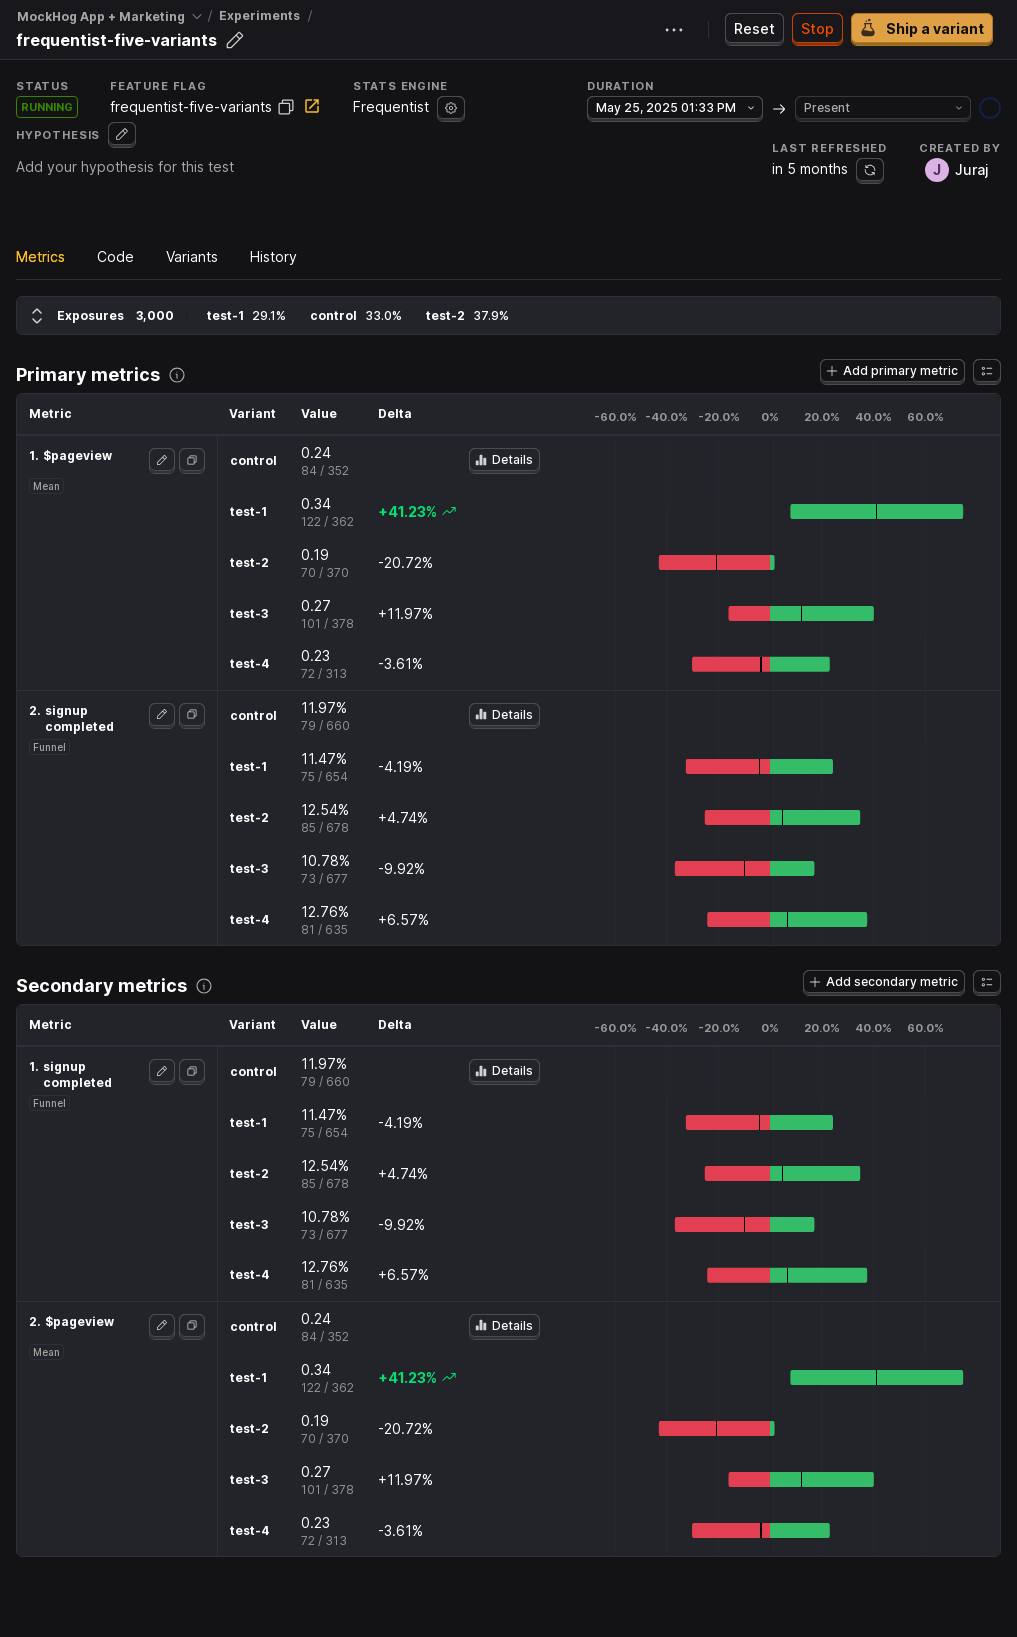 MockHog App + Marketing / Experiments /
frequentist-five-variants
Reset Stop Ship a variant
STATUS FEATURE FLAG STATS ENGINE DURATION
RUNNING frequentist-five-variants Frequentist May 25, 2025 01:33 PM → Present
HYPOTHESIS
LAST REFRESHED CREATED BY
Add your hypothesis for this test
in 5 months J Juraj
Metrics Code Variants History
Exposures 3,000 test-1 29.1% control 33.0% test-2 37.9%
Primary metrics
Add primary metric
Metric Variant Value Delta -60.0% -40.0% -20.0% 0% 20.0% 40.0% 60.0%
1. $pageview
Mean
control 0.24 Details
84 / 352
test-1 0.34 +41.23%
122 / 362
test-2 0.19 -20.72%
70 / 370
test-3 0.27 +11.97%
101 / 378
test-4 0.23 -3.61%
72 / 313
2. signup
completed
Funnel
control 11.97% Details
79 / 660
test-1 11.47% -4.19%
75 / 654
test-2 12.54% +4.74%
85 / 678
test-3 10.78% -9.92%
73 / 677
test-4 12.76% +6.57%
81 / 635
Secondary metrics
Add secondary metric
Metric Variant Value Delta -60.0% -40.0% -20.0% 0% 20.0% 40.0% 60.0%
1. signup
completed
Funnel
control 11.97% Details
79 / 660
test-1 11.47% -4.19%
75 / 654
test-2 12.54% +4.74%
85 / 678
test-3 10.78% -9.92%
73 / 677
test-4 12.76% +6.57%
81 / 635
2. $pageview
Mean
control 0.24 Details
84 / 352
test-1 0.34 +41.23%
122 / 362
test-2 0.19 -20.72%
70 / 370
test-3 0.27 +11.97%
101 / 378
test-4 0.23 -3.61%
72 / 313